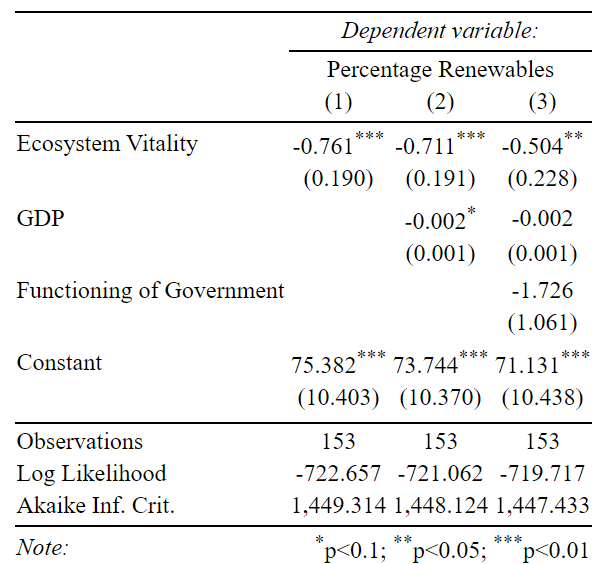 Dependent variable:
Percentage Renewables
(1) (2) (3)
Ecosystem Vitality -0.761*** -0.711*** -0.504**
(0.190) (0.191) (0.228)
GDP -0.002* -0.002
(0.001) (0.001)
Functioning of Government -1.726
(1.061)
Constant 75.382*** 73.744*** 71.131***
(10.403) (10.370) (10.438)
Observations 153 153 153
Log Likelihood -722.657 -721.062 -719.717
Akaike Inf. Crit. 1,449.314 1,448.124 1,447.433
Note: *p<0.1; **p<0.05; ***p<0.01